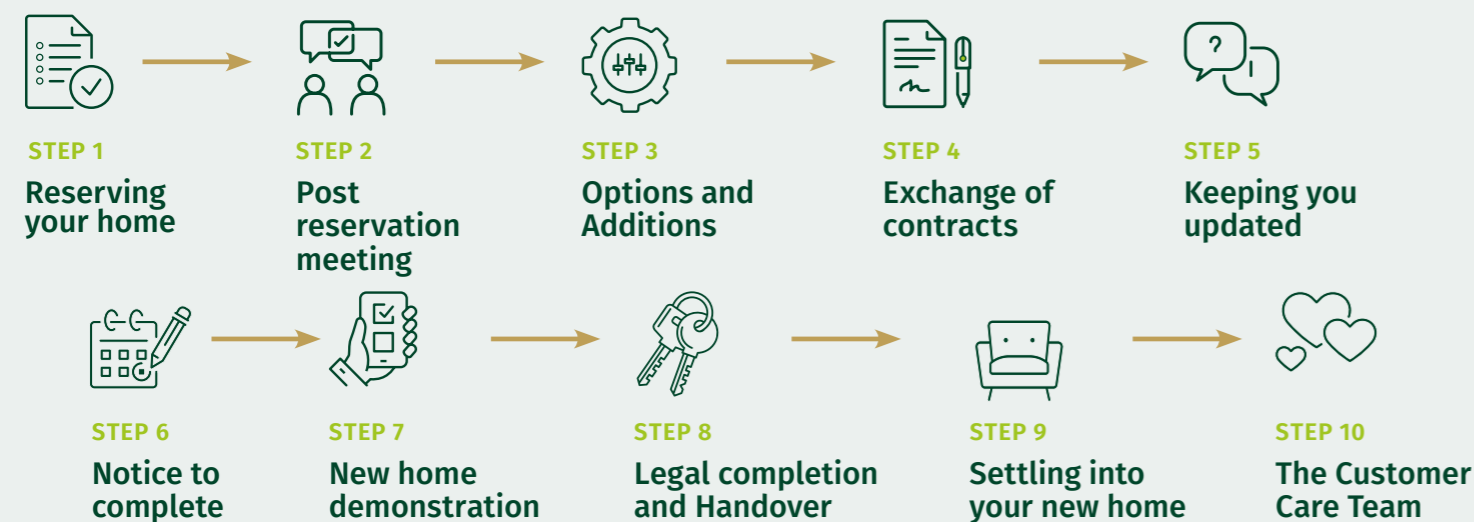 STEP 1
Reserving
your home
STEP 2
Post
reservation
meeting
STEP 3
Options and
Additions
STEP 4
Exchange of
contracts
STEP 5
Keeping you
updated
STEP 6
Notice to
complete
STEP 7
New home
demonstration
STEP 8
Legal completion
and Handover
STEP 9
Settling into
your new home
STEP 10
The Customer
Care Team